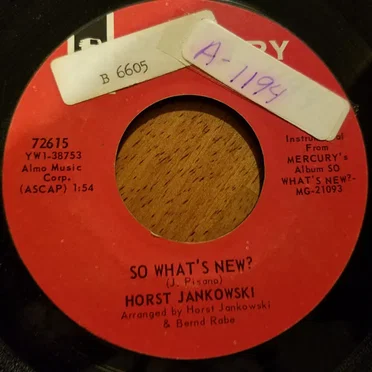 B 6605
A-1194
72615
YW1-38753
Almo Music
Corp.
(ASCAP) 1:54
From
MERCURY's
Album SO
WHAT'S NEW?-
MG-21093
SO WHAT'S NEW?
(J. Pisano)
HORST JANKOWSKI
Arranged by Horst Jankowski
& Bernd Rabe